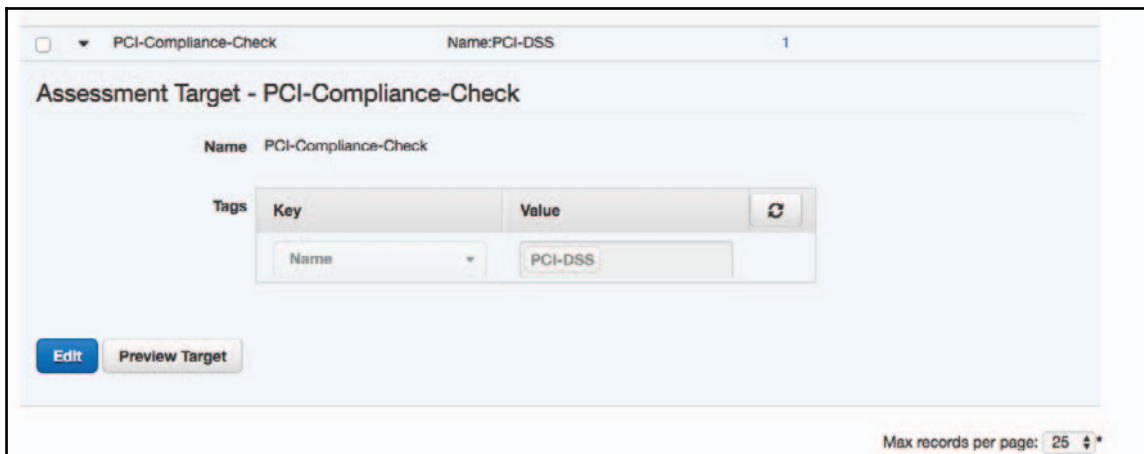 PCI-Compliance-Check Name:PCI-DSS 1
Assessment Target - PCI-Compliance-Check
Name PCI-Compliance-Check
Tags Key Value
Name PCI-DSS
Edit Preview Target
Max records per page: 25 *